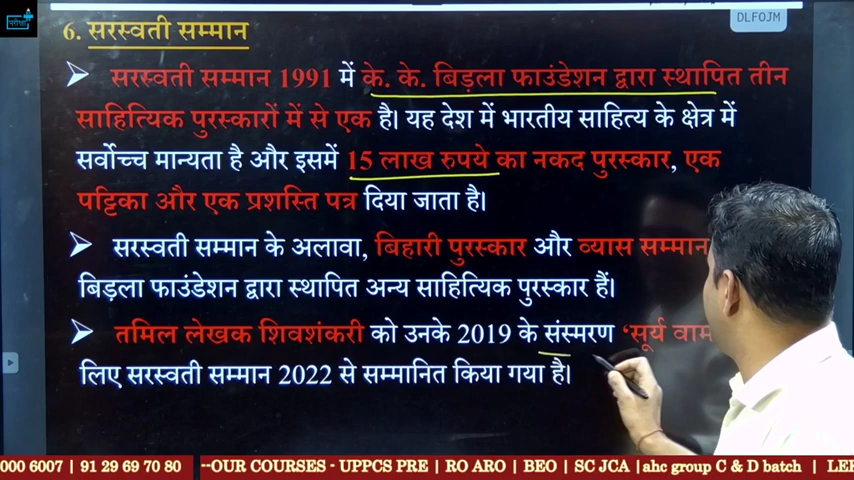 परीक्षा
DLFOJM
6. सरस्वती सम्मान
सरस्वती सम्मान 1991 में के. के. बिड़ला फाउंडेशन द्वारा स्थापित तीन
साहित्यिक पुरस्कारों में से एक है। यह देश में भारतीय साहित्य के क्षेत्र में
सर्वोच्च मान्यता है और इसमें 15 लाख रुपये का नकद पुरस्कार, एक
पट्टिका और एक प्रशस्ति पत्र दिया जाता है।
सरस्वती सम्मान के अलावा, बिहारी पुरस्कार और व्यास सम्मान
बिड़ला फाउंडेशन द्वारा स्थापित अन्य साहित्यिक पुरस्कार हैं।
तमिल लेखक शिवशंकरी को उनके 2019 के संस्मरण ‘सूर्य
लिए सरस्वती सम्मान 2022 से सम्मानित किया गया है।
000 6007 | 91 29 69 70 80 --OUR COURSES - UPPCS PRE | RO ARO | BEO | SC JCA |ahc group C & D batch |